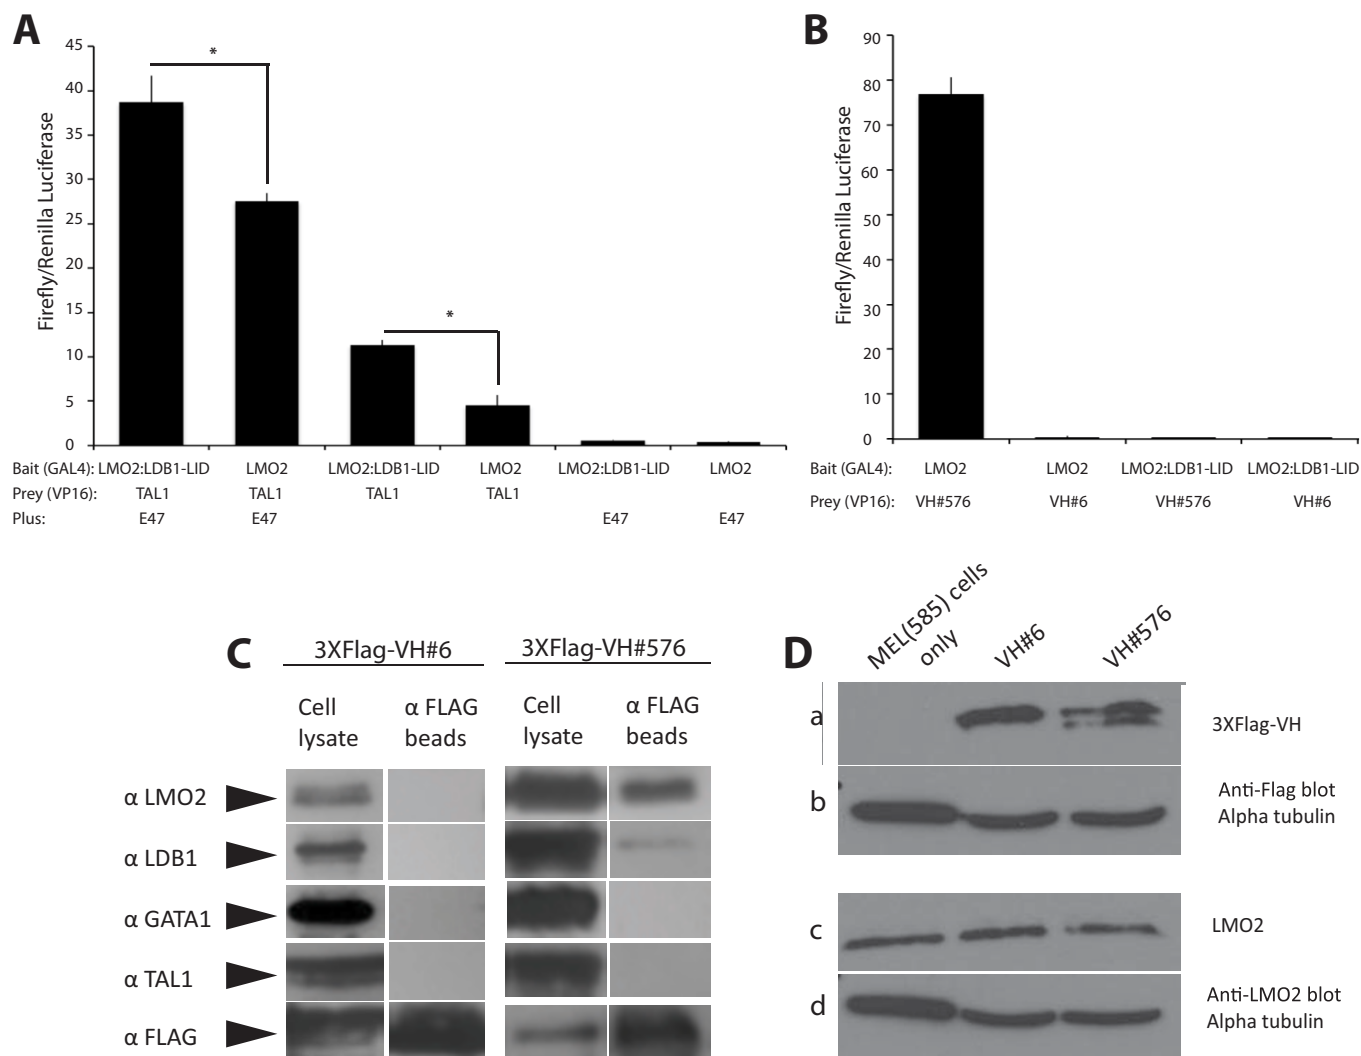 A
*
*
45
40
35
30
25
20
15
10
5
0
Firefly/Renilla Luciferase
Bait (GAL4): LMO2:LDB1-LID LMO2 LMO2:LDB1-LID LMO2 LMO2:LDB1-LID LMO2
Prey (VP16): TAL1 TAL1 TAL1 TAL1
Plus: E47 E47 E47 E47
B
90
80
70
60
50
40
30
20
10
0
Firefly/Renilla Luciferase
Bait (GAL4): LMO2 LMO2 LMO2:LDB1-LID LMO2:LDB1-LID
Prey (VP16): VH#576 VH#6 VH#576 VH#6
C
3XFlag-VH#6 3XFlag-VH#576
Cell α FLAG Cell α FLAG
lysate beads lysate beads
α LMO2
α LDB1
α GATA1
α TAL1
α FLAG
D
MEL(585) cells
only
VH#6
VH#576
a
3XFlag-VH
b
Anti-Flag blot
Alpha tubulin
c
LMO2
d
Anti-LMO2 blot
Alpha tubulin